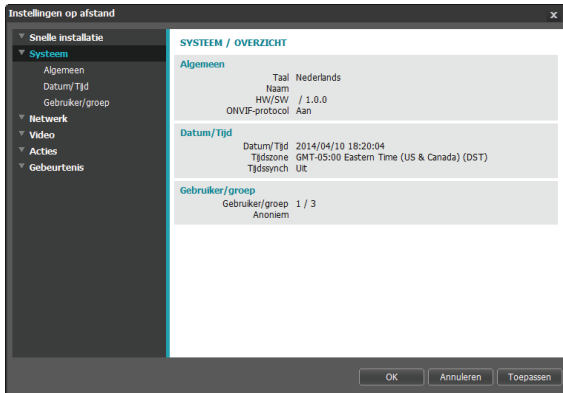 Instellingen op afstand
x
Snelle installatie
Systeem
Algemeen
Datum/Tijd
Gebruiker/groep
Netwerk
Video
Acties
Gebeurtenis
SYSTEEM / OVERZICHT
Algemeen
Taal Nederlands
Naam
HW/SW / 1.0.0
ONVIF-protocol Aan
Datum/Tijd
Datum/Tijd 2014/04/10 18:20:04
Tijdszone GMT-05:00 Eastern Time (US & Canada) (DST)
Tijdssynch Uit
Gebruiker/groep
Gebruiker/groep 1 / 3
Anoniem
OK
Annuleren
Toepassen